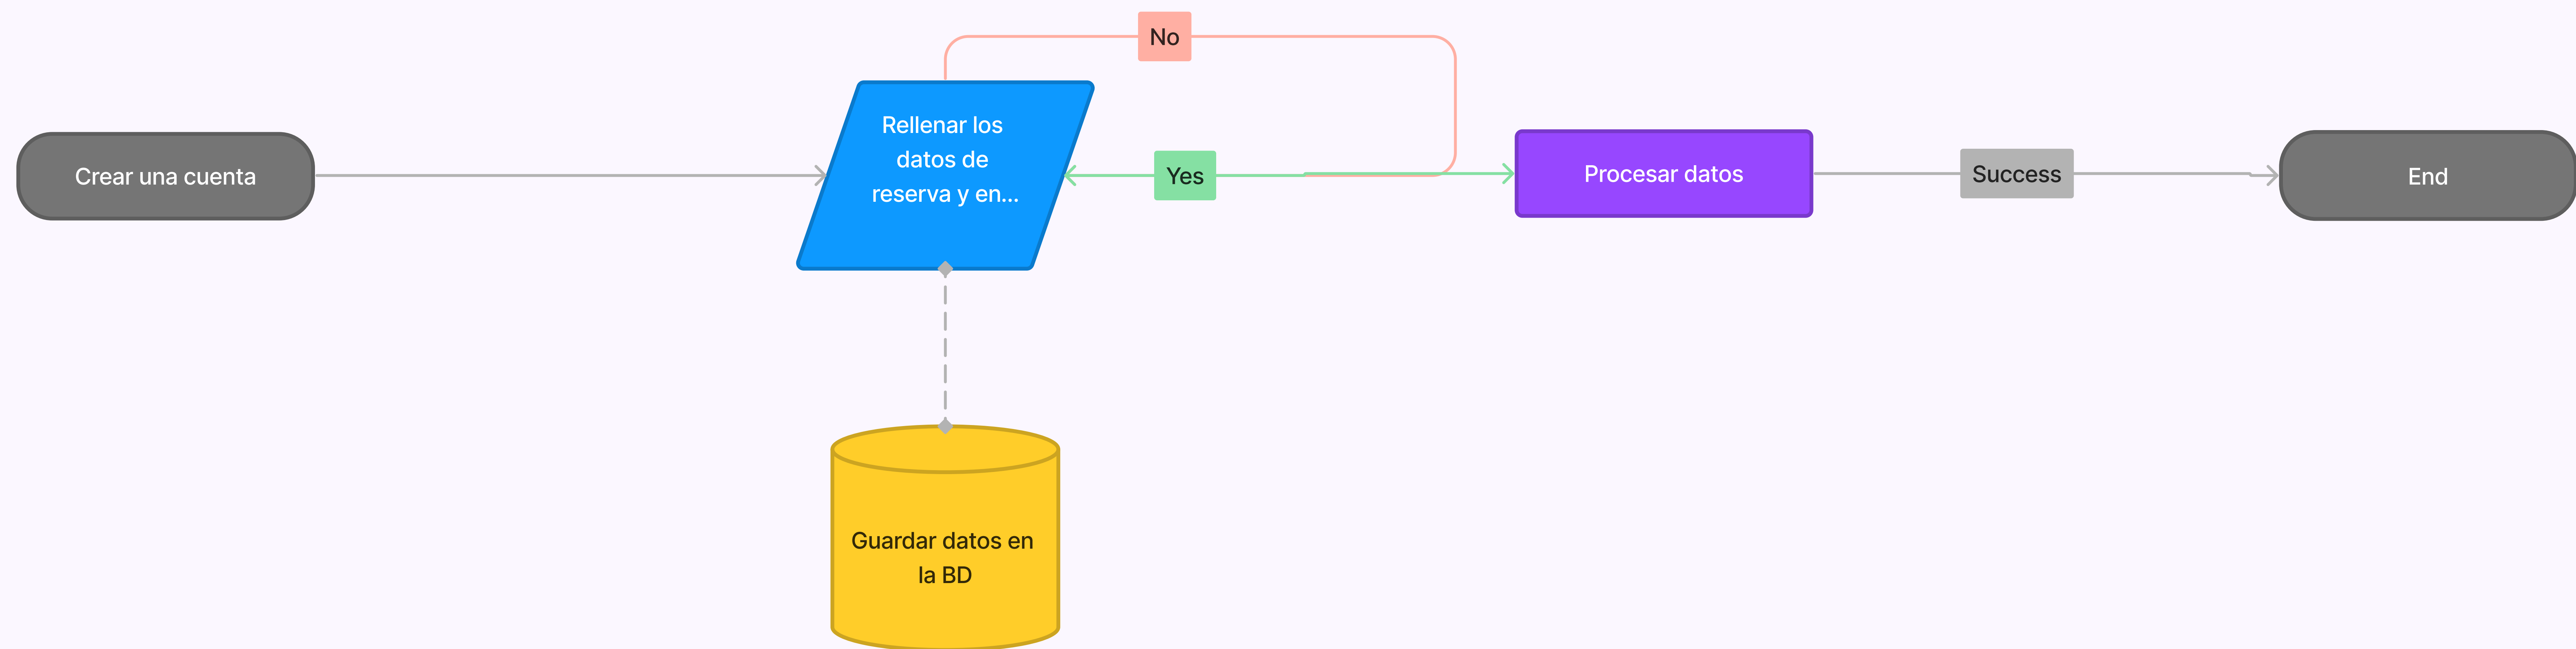 No
Crear una cuenta
Rellenar los
datos de
reserva y en...
Yes
Procesar datos
Success
End
Guardar datos en
la BD